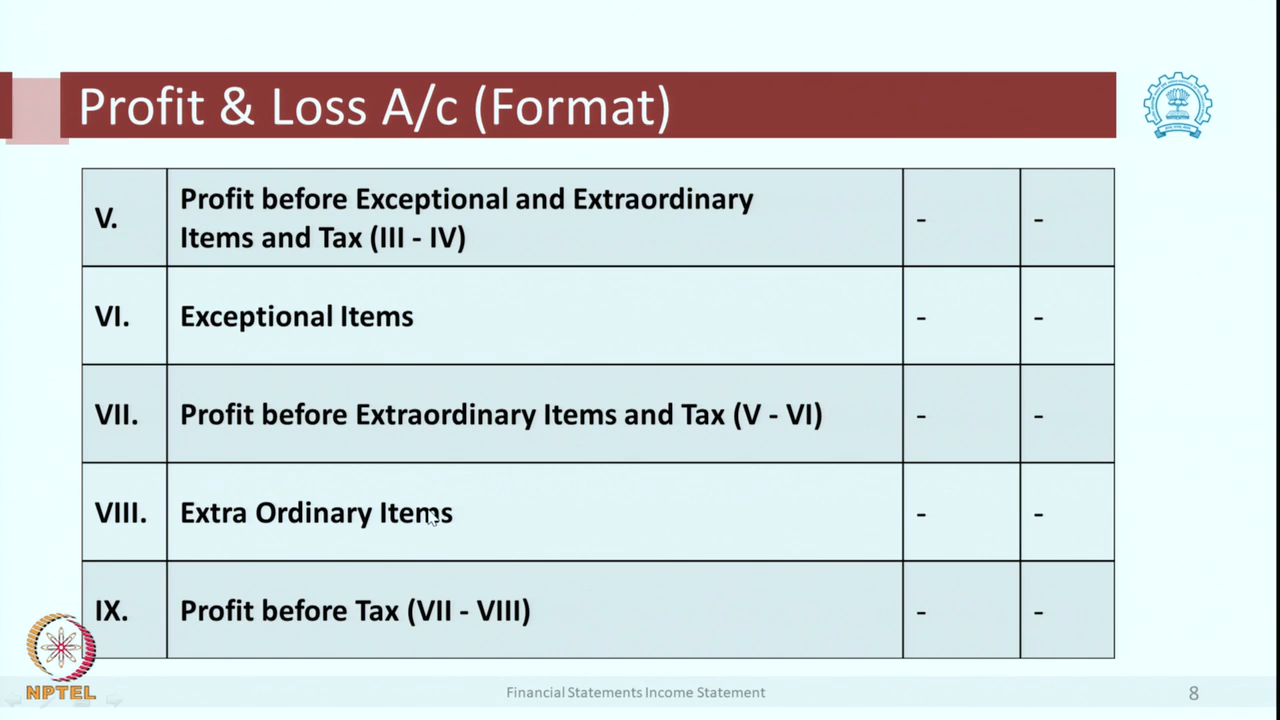 Profit & Loss A/c (Format)
V. Profit before Exceptional and Extraordinary - -
Items and Tax (III - IV)
VI. Exceptional Items - -
VII. Profit before Extraordinary Items and Tax (V - VI) - -
VIII. Extra Ordinary Items - -
IX. Profit before Tax (VII - VIII) - -
NPTEL
Financial Statements Income Statement
8